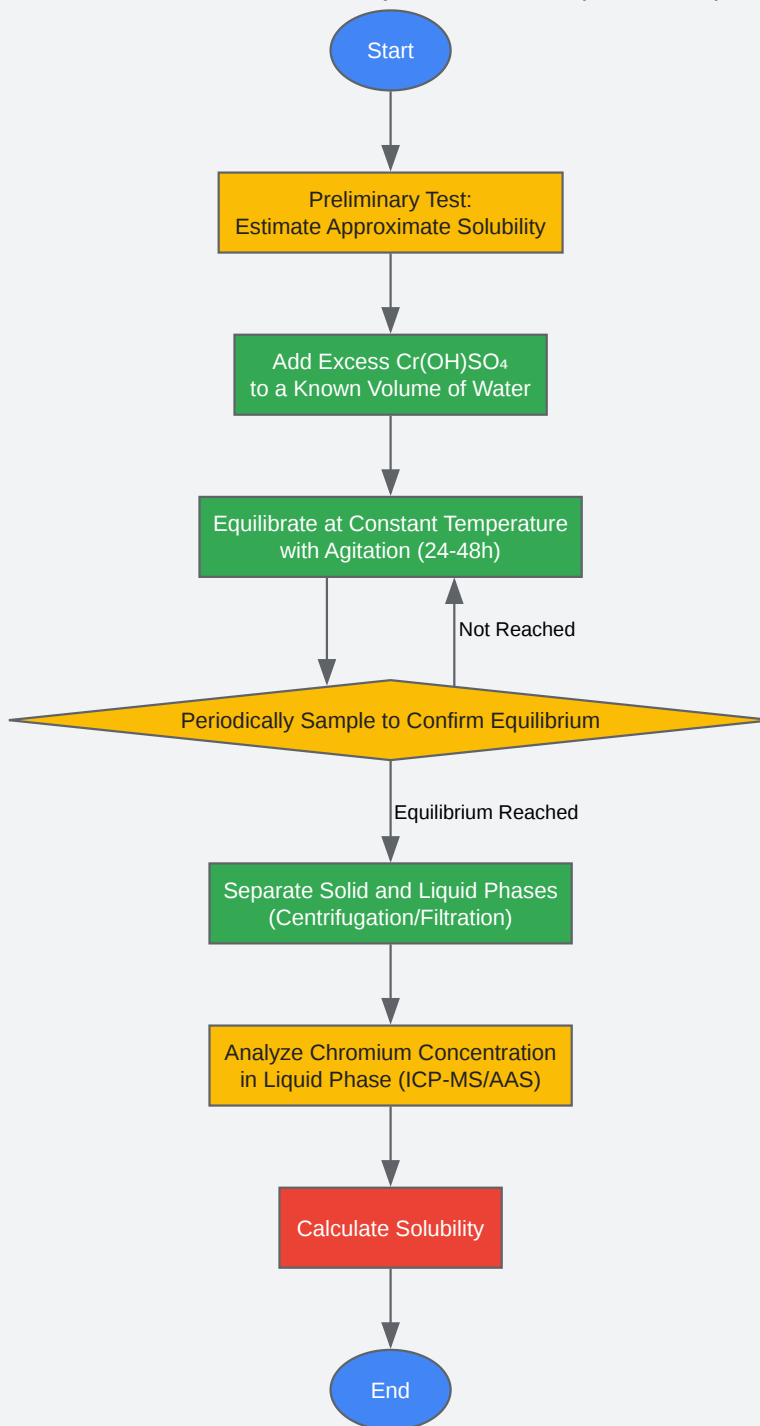 Start
Preliminary Test:
Estimate Approximate Solubility
Add Excess Cr(OH)SO₄
to a Known Volume of Water
Equilibrate at Constant Temperature
with Agitation (24-48h)
Not Reached
Periodically Sample to Confirm Equilibrium
Equilibrium Reached
Separate Solid and Liquid Phases
(Centrifugation/Filtration)
Analyze Chromium Concentration
in Liquid Phase (ICP-MS/AAS)
Calculate Solubility
End